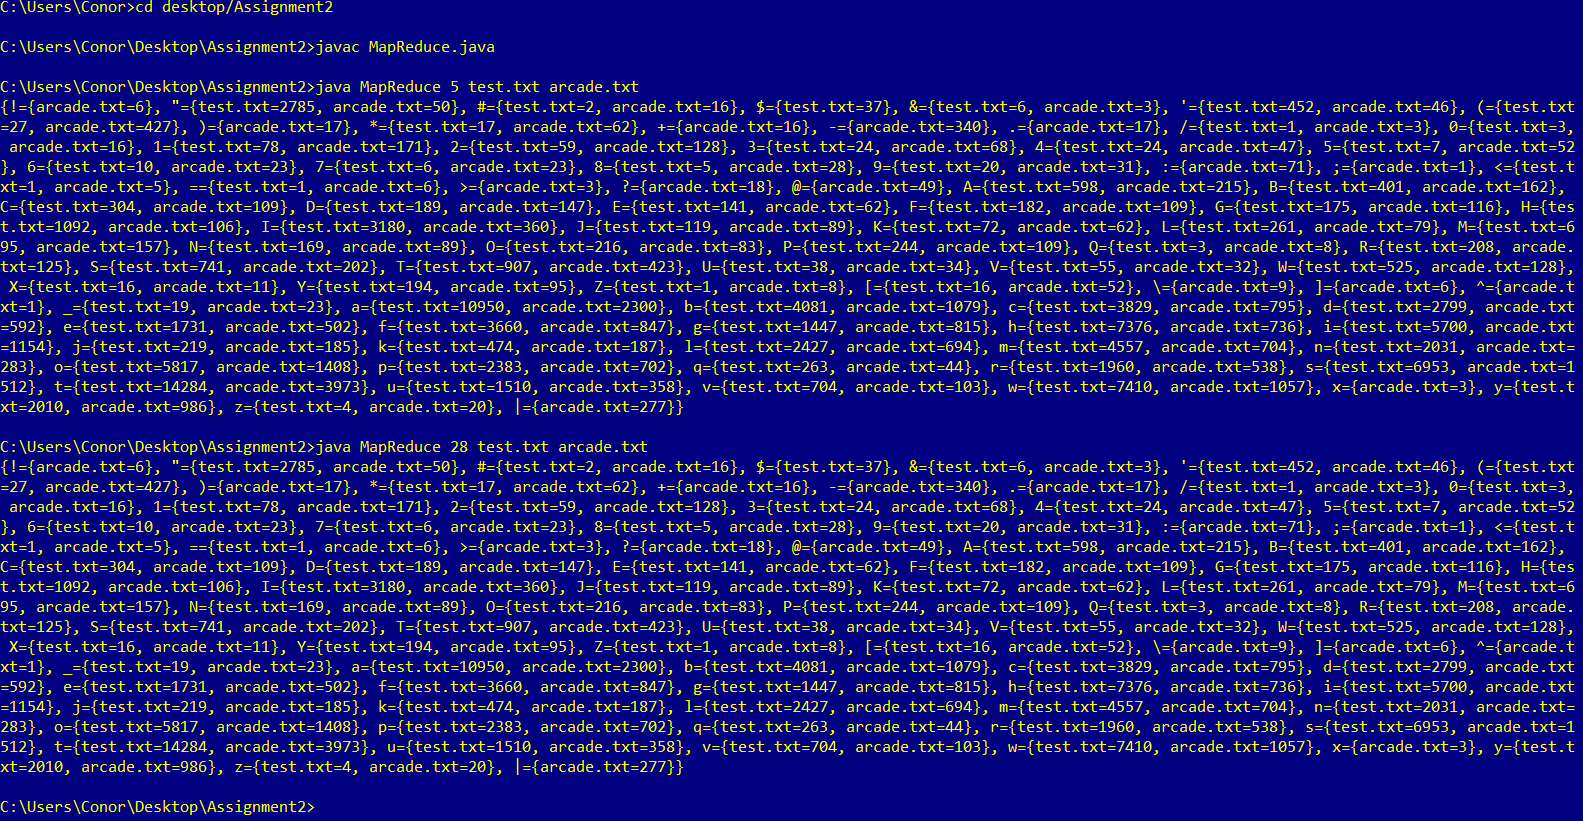 C:\Users\Conor>cd desktop/Assignment2
C:\Users\Conor\Desktop\Assignment2>javac MapReduce.java
C:\Users\Conor\Desktop\Assignment2>java MapReduce 5 test.txt arcade.txt
{!={arcade.txt=6}, "={test.txt=2785, arcade.txt=50}, #={test.txt=2, arcade.txt=16}, $={test.txt=37}, &={test.txt=6, arcade.txt=3}, '={test.txt=452, arcade.txt=46}, (={test.txt
=27, arcade.txt=427}, )={arcade.txt=17}, *={test.txt=17, arcade.txt=62}, +={arcade.txt=16}, -={arcade.txt=340}, .={arcade.txt=17}, /={test.txt=1, arcade.txt=3}, 0={test.txt=3,
 arcade.txt=16}, 1={test.txt=78, arcade.txt=171}, 2={test.txt=59, arcade.txt=128}, 3={test.txt=24, arcade.txt=68}, 4={test.txt=24, arcade.txt=47}, 5={test.txt=7, arcade.txt=52
}, 6={test.txt=10, arcade.txt=23}, 7={test.txt=6, arcade.txt=23}, 8={test.txt=5, arcade.txt=28}, 9={test.txt=20, arcade.txt=31}, :={arcade.txt=71}, ;={arcade.txt=1}, <={test.t
xt=1, arcade.txt=5}, =={test.txt=1, arcade.txt=6}, >={arcade.txt=3}, ?={arcade.txt=18}, @={arcade.txt=49}, A={test.txt=598, arcade.txt=215}, B={test.txt=401, arcade.txt=162},
C={test.txt=304, arcade.txt=109}, D={test.txt=189, arcade.txt=147}, E={test.txt=141, arcade.txt=62}, F={test.txt=182, arcade.txt=109}, G={test.txt=175, arcade.txt=116}, H={tes
t.txt=1092, arcade.txt=106}, I={test.txt=3180, arcade.txt=360}, J={test.txt=119, arcade.txt=89}, K={test.txt=72, arcade.txt=62}, L={test.txt=261, arcade.txt=79}, M={test.txt=6
95, arcade.txt=157}, N={test.txt=169, arcade.txt=89}, O={test.txt=216, arcade.txt=83}, P={test.txt=244, arcade.txt=109}, Q={test.txt=3, arcade.txt=8}, R={test.txt=208, arcade.
txt=125}, S={test.txt=741, arcade.txt=202}, T={test.txt=907, arcade.txt=423}, U={test.txt=38, arcade.txt=34}, V={test.txt=55, arcade.txt=32}, W={test.txt=525, arcade.txt=128},
 X={test.txt=16, arcade.txt=11}, Y={test.txt=194, arcade.txt=95}, Z={test.txt=1, arcade.txt=8}, [={test.txt=16, arcade.txt=52}, \={arcade.txt=9}, ]={arcade.txt=6}, ^={arcade.t
xt=1}, _={test.txt=19, arcade.txt=23}, a={test.txt=10950, arcade.txt=2300}, b={test.txt=4081, arcade.txt=1079}, c={test.txt=3829, arcade.txt=795}, d={test.txt=2799, arcade.txt
=592}, e={test.txt=1731, arcade.txt=502}, f={test.txt=3660, arcade.txt=847}, g={test.txt=1447, arcade.txt=815}, h={test.txt=7376, arcade.txt=736}, i={test.txt=5700, arcade.txt
=1154}, j={test.txt=219, arcade.txt=185}, k={test.txt=474, arcade.txt=187}, l={test.txt=2427, arcade.txt=694}, m={test.txt=4557, arcade.txt=704}, n={test.txt=2031, arcade.txt=
283}, o={test.txt=5817, arcade.txt=1408}, p={test.txt=2383, arcade.txt=702}, q={test.txt=263, arcade.txt=44}, r={test.txt=1960, arcade.txt=538}, s={test.txt=6953, arcade.txt=1
512}, t={test.txt=14284, arcade.txt=3973}, u={test.txt=1510, arcade.txt=358}, v={test.txt=704, arcade.txt=103}, w={test.txt=7410, arcade.txt=1057}, x={arcade.txt=3}, y={test.t
xt=2010, arcade.txt=986}, z={test.txt=4, arcade.txt=20}, |={arcade.txt=277}}
C:\Users\Conor\Desktop\Assignment2>java MapReduce 28 test.txt arcade.txt
{!={arcade.txt=6}, "={test.txt=2785, arcade.txt=50}, #={test.txt=2, arcade.txt=16}, $={test.txt=37}, &={test.txt=6, arcade.txt=3}, '={test.txt=452, arcade.txt=46}, (={test.txt
=27, arcade.txt=427}, )={arcade.txt=17}, *={test.txt=17, arcade.txt=62}, +={arcade.txt=16}, -={arcade.txt=340}, .={arcade.txt=17}, /={test.txt=1, arcade.txt=3}, 0={test.txt=3,
 arcade.txt=16}, 1={test.txt=78, arcade.txt=171}, 2={test.txt=59, arcade.txt=128}, 3={test.txt=24, arcade.txt=68}, 4={test.txt=24, arcade.txt=47}, 5={test.txt=7, arcade.txt=52
}, 6={test.txt=10, arcade.txt=23}, 7={test.txt=6, arcade.txt=23}, 8={test.txt=5, arcade.txt=28}, 9={test.txt=20, arcade.txt=31}, :={arcade.txt=71}, ;={arcade.txt=1}, <={test.t
xt=1, arcade.txt=5}, =={test.txt=1, arcade.txt=6}, >={arcade.txt=3}, ?={arcade.txt=18}, @={arcade.txt=49}, A={test.txt=598, arcade.txt=215}, B={test.txt=401, arcade.txt=162},
C={test.txt=304, arcade.txt=109}, D={test.txt=189, arcade.txt=147}, E={test.txt=141, arcade.txt=62}, F={test.txt=182, arcade.txt=109}, G={test.txt=175, arcade.txt=116}, H={tes
t.txt=1092, arcade.txt=106}, I={test.txt=3180, arcade.txt=360}, J={test.txt=119, arcade.txt=89}, K={test.txt=72, arcade.txt=62}, L={test.txt=261, arcade.txt=79}, M={test.txt=6
95, arcade.txt=157}, N={test.txt=169, arcade.txt=89}, O={test.txt=216, arcade.txt=83}, P={test.txt=244, arcade.txt=109}, Q={test.txt=3, arcade.txt=8}, R={test.txt=208, arcade.
txt=125}, S={test.txt=741, arcade.txt=202}, T={test.txt=907, arcade.txt=423}, U={test.txt=38, arcade.txt=34}, V={test.txt=55, arcade.txt=32}, W={test.txt=525, arcade.txt=128},
 X={test.txt=16, arcade.txt=11}, Y={test.txt=194, arcade.txt=95}, Z={test.txt=1, arcade.txt=8}, [={test.txt=16, arcade.txt=52}, \={arcade.txt=9}, ]={arcade.txt=6}, ^={arcade.t
xt=1}, _={test.txt=19, arcade.txt=23}, a={test.txt=10950, arcade.txt=2300}, b={test.txt=4081, arcade.txt=1079}, c={test.txt=3829, arcade.txt=795}, d={test.txt=2799, arcade.txt
=592}, e={test.txt=1731, arcade.txt=502}, f={test.txt=3660, arcade.txt=847}, g={test.txt=1447, arcade.txt=815}, h={test.txt=7376, arcade.txt=736}, i={test.txt=5700, arcade.txt
=1154}, j={test.txt=219, arcade.txt=185}, k={test.txt=474, arcade.txt=187}, l={test.txt=2427, arcade.txt=694}, m={test.txt=4557, arcade.txt=704}, n={test.txt=2031, arcade.txt=
283}, o={test.txt=5817, arcade.txt=1408}, p={test.txt=2383, arcade.txt=702}, q={test.txt=263, arcade.txt=44}, r={test.txt=1960, arcade.txt=538}, s={test.txt=6953, arcade.txt=1
512}, t={test.txt=14284, arcade.txt=3973}, u={test.txt=1510, arcade.txt=358}, v={test.txt=704, arcade.txt=103}, w={test.txt=7410, arcade.txt=1057}, x={arcade.txt=3}, y={test.t
xt=2010, arcade.txt=986}, z={test.txt=4, arcade.txt=20}, |={arcade.txt=277}}
C:\Users\Conor\Desktop\Assignment2>